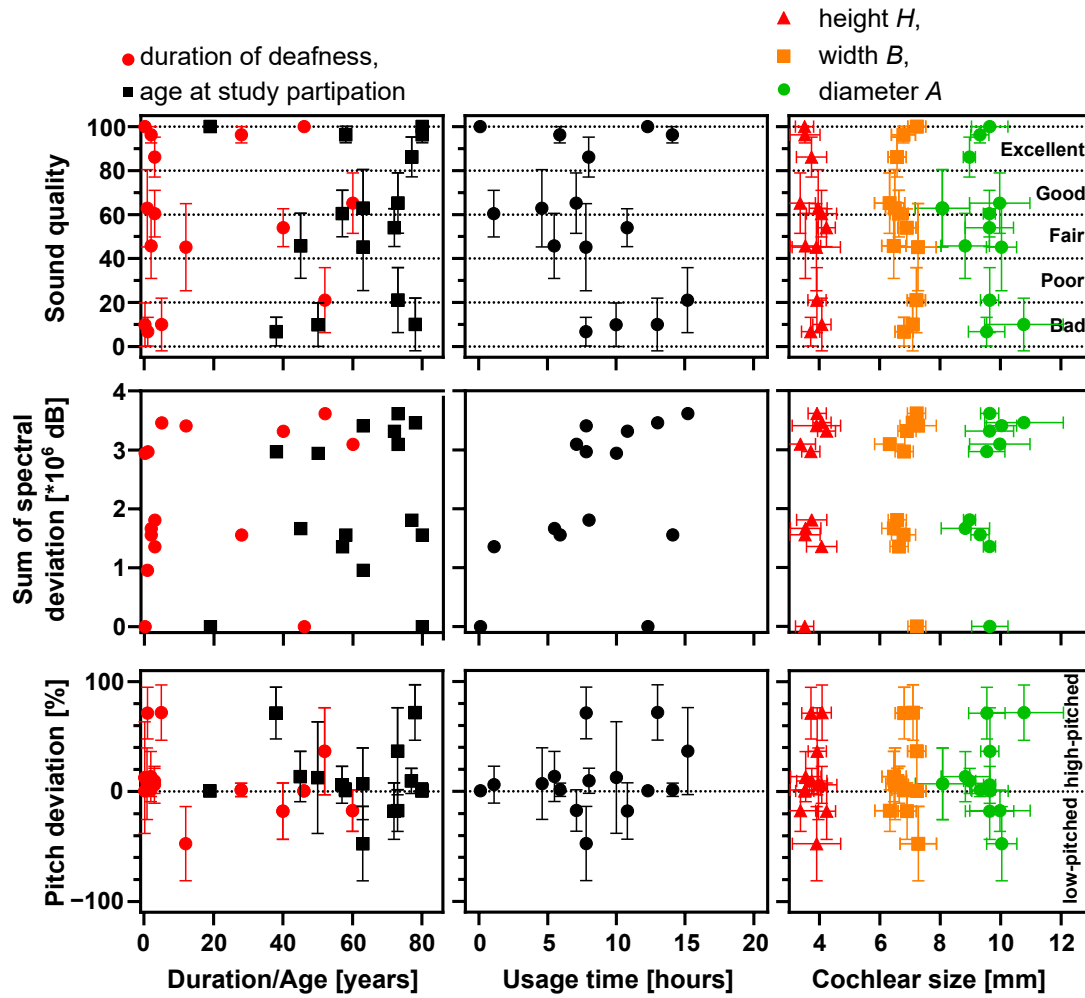 duration of deafness,
age at study partipation
height H,
width B,
diameter A
Sound quality
100
80
60
40
20
0
Excellent
Good
Fair
Poor
Bad
Sum of spectral
deviation [*10⁶ dB]
4
3
2
1
0
Pitch deviation [%]
100
0
−100
low-pitched high-pitched
0 20 40 60 80
0 5 10 15 20
4 6 8 10 12
Duration/Age [years]
Usage time [hours]
Cochlear size [mm]